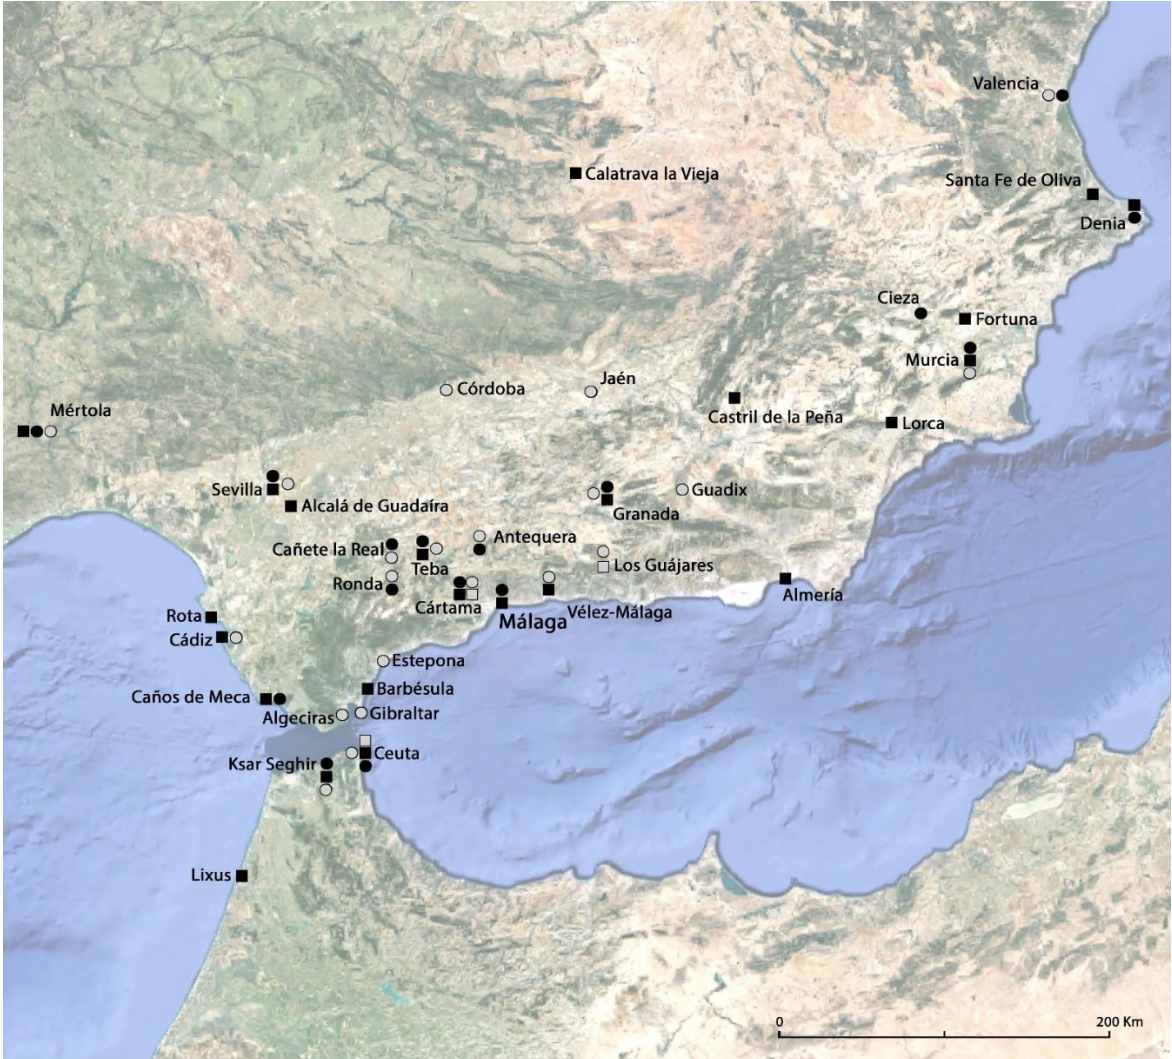 Valencia
Calatrava la Vieja
Santa Fe de Oliva
Denia
Cieza
Fortuna
Murcia
Jaén
Córdoba
Castril de la Peña
Mértola
Lorca
Sevilla
Guadix
Alcalá de Guadaíra
Granada
Antequera
Cañete la Real
Los Guájares
Teba
Ronda
Almería
Cártama
Vélez-Málaga
Rota
Málaga
Cádiz
Estepona
Barbésula
Caños de Meca
Gibraltar
Algeciras
Ceuta
Ksar Seghir
Lixus
0 200 Km